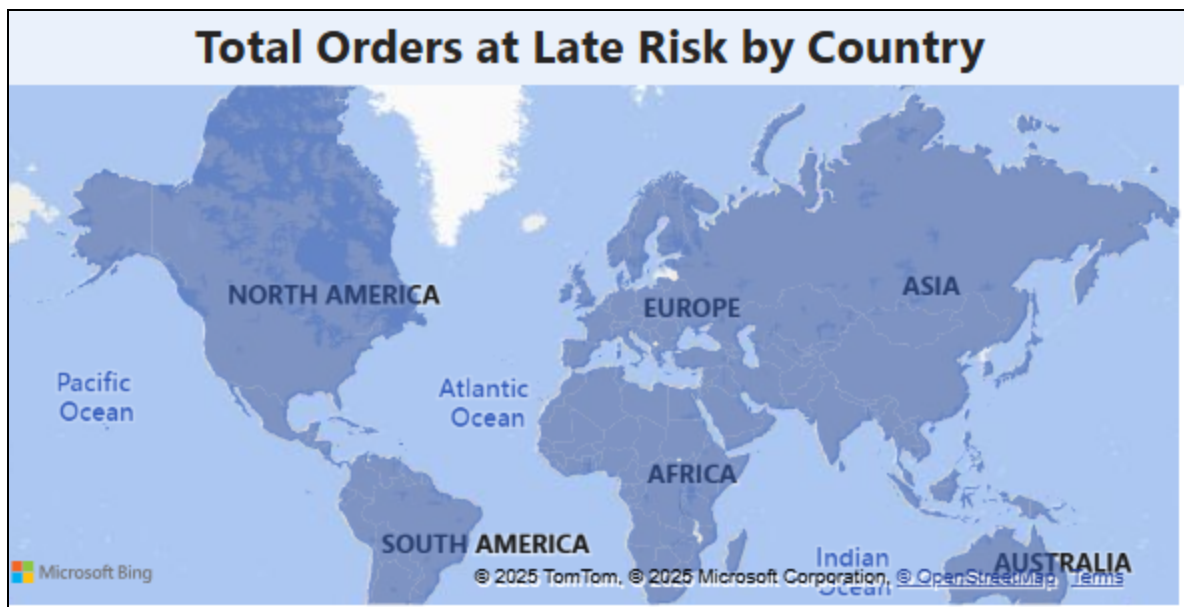 Total Orders at Late Risk by Country
NORTH AMERICA
EUROPE
ASIA
Pacific
Ocean
Atlantic
Ocean
AFRICA
SOUTH AMERICA
Indian
Ocean
AUSTRALIA
Microsoft Bing
© 2025 TomTom, © 2025 Microsoft Corporation, © OpenStreetMap Terms